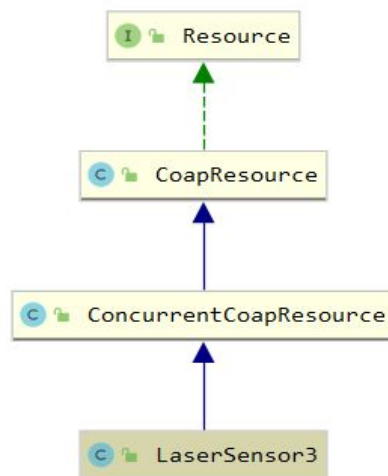 I Resource
C CoapResource
C ConcurrentCoapResource
C LaserSensor3